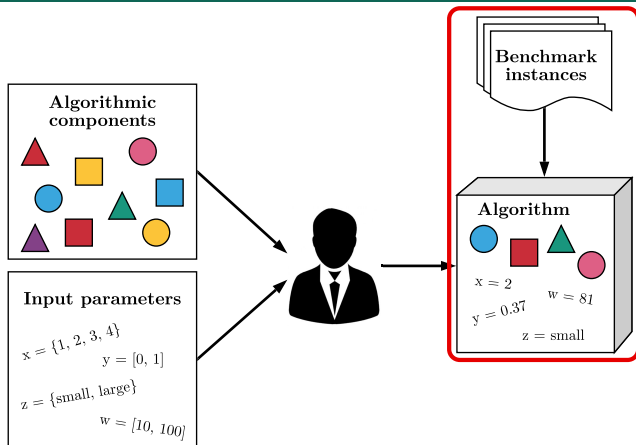 Algorithmic
components
Input parameters
x = {1, 2, 3, 4}
y = [0, 1]
z = {small, large}
w = [10, 100]
Benchmark
instances
Algorithm
x = 2
y = 0.37
w = 81
z = small